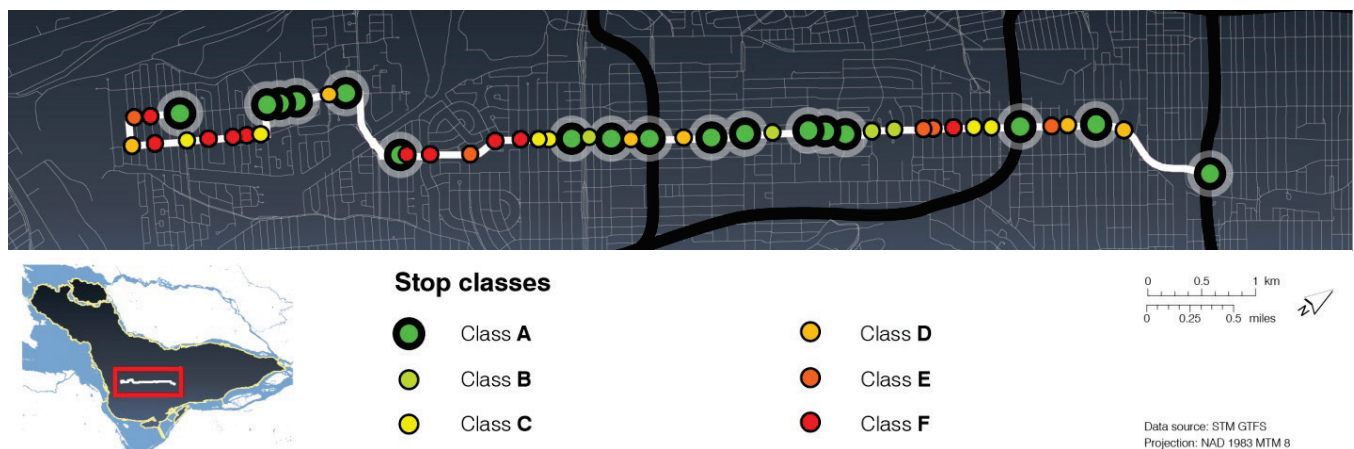 Stop classes
Class A
Class B
Class C
Class D
Class E
Class F
0 0.5 1 km
0 0.25 0.5 miles
N
Data source: STM GTFS
Projection: NAD 1983 MTM 8